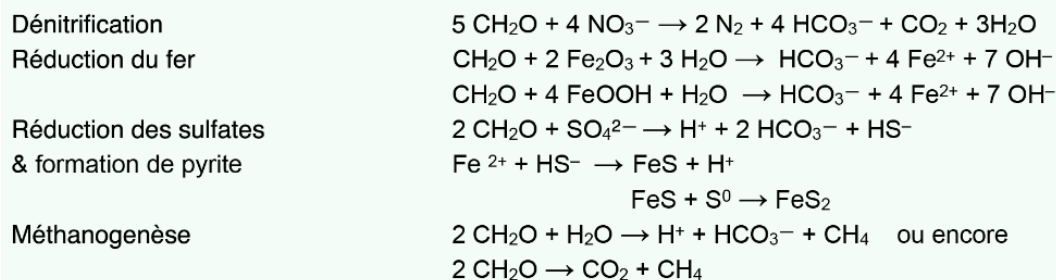 Dénitrification 5 CH₂O + 4 NO₃⁻ → 2 N₂ + 4 HCO₃⁻ + CO₂ + 3H₂O
Réduction du fer CH₂O + 2 Fe₂O₃ + 3 H₂O → HCO₃⁻ + 4 Fe²⁺ + 7 OH⁻
CH₂O + 4 FeOOH + H₂O → HCO₃⁻ + 4 Fe²⁺ + 7 OH⁻
Réduction des sulfates 2 CH₂O + SO₄²⁻ → H⁺ + 2 HCO₃⁻ + HS⁻
& formation de pyrite Fe ²⁺ + HS⁻ → FeS + H⁺
FeS + S⁰ → FeS₂
Méthanogenèse 2 CH₂O + H₂O → H⁺ + HCO₃⁻ + CH₄ ou encore
2 CH₂O → CO₂ + CH₄